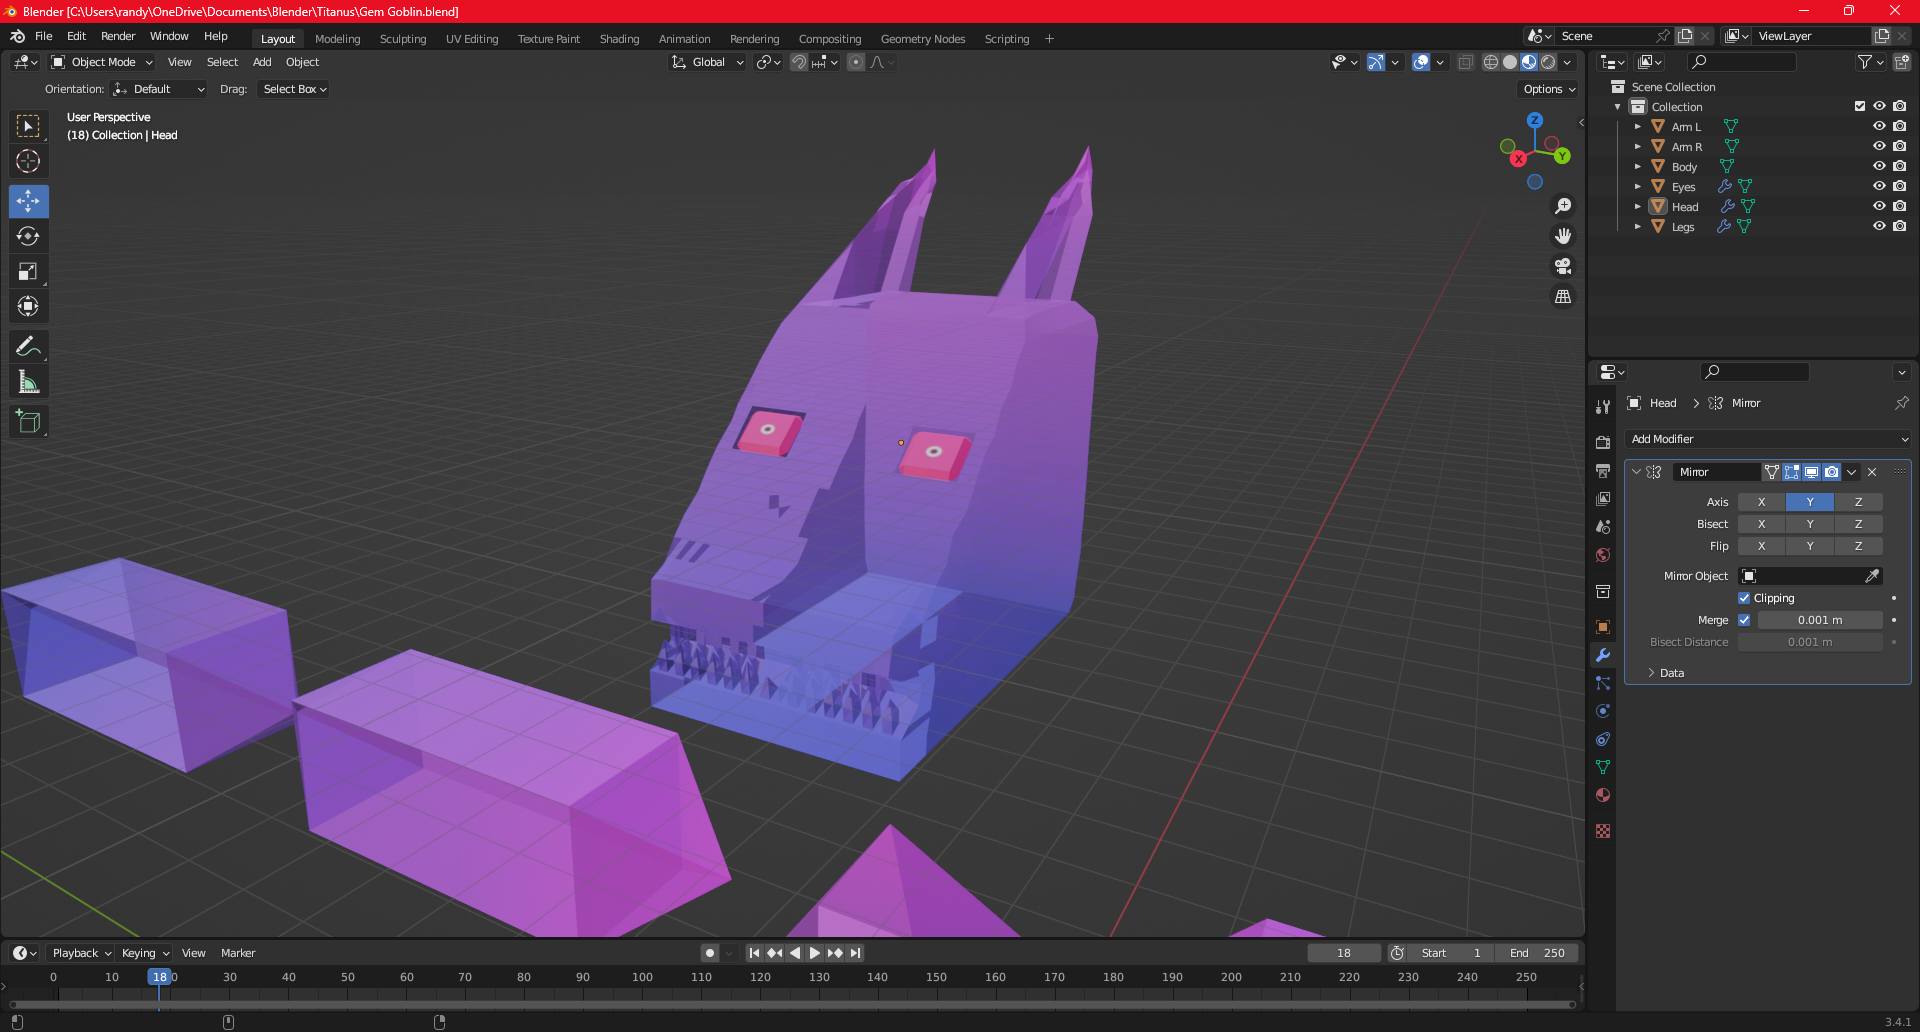 Blender [C:\Users\randy\OneDrive\Documents\Blender\Titanus\Gem Goblin.blend]
File Edit Render Window Help Layout Modeling Sculpting UV Editing Texture Paint Shading Animation Rendering Compositing Geometry Nodes Scripting + Scene ViewLayer
Object Mode View Select Add Object Global
Orientation: Default Drag: Select Box Options
User Perspective
(18) Collection | Head
Z
X
Y
Scene Collection
Collection
Arm L
Arm R
Body
Eyes
Head
Legs
Head > Mirror
Add Modifier
Mirror
Axis X Y Z
Bisect X Y Z
Flip X Y Z
Mirror Object
Clipping
Merge 0.001 m
Bisect Distance 0.001 m
Data
Playback Keying View Marker 18 Start 1 End 250
0 10 18 0 30 40 50 60 70 80 90 100 110 120 130 140 150 160 170 180 190 200 210 220 230 240 250
3.4.1